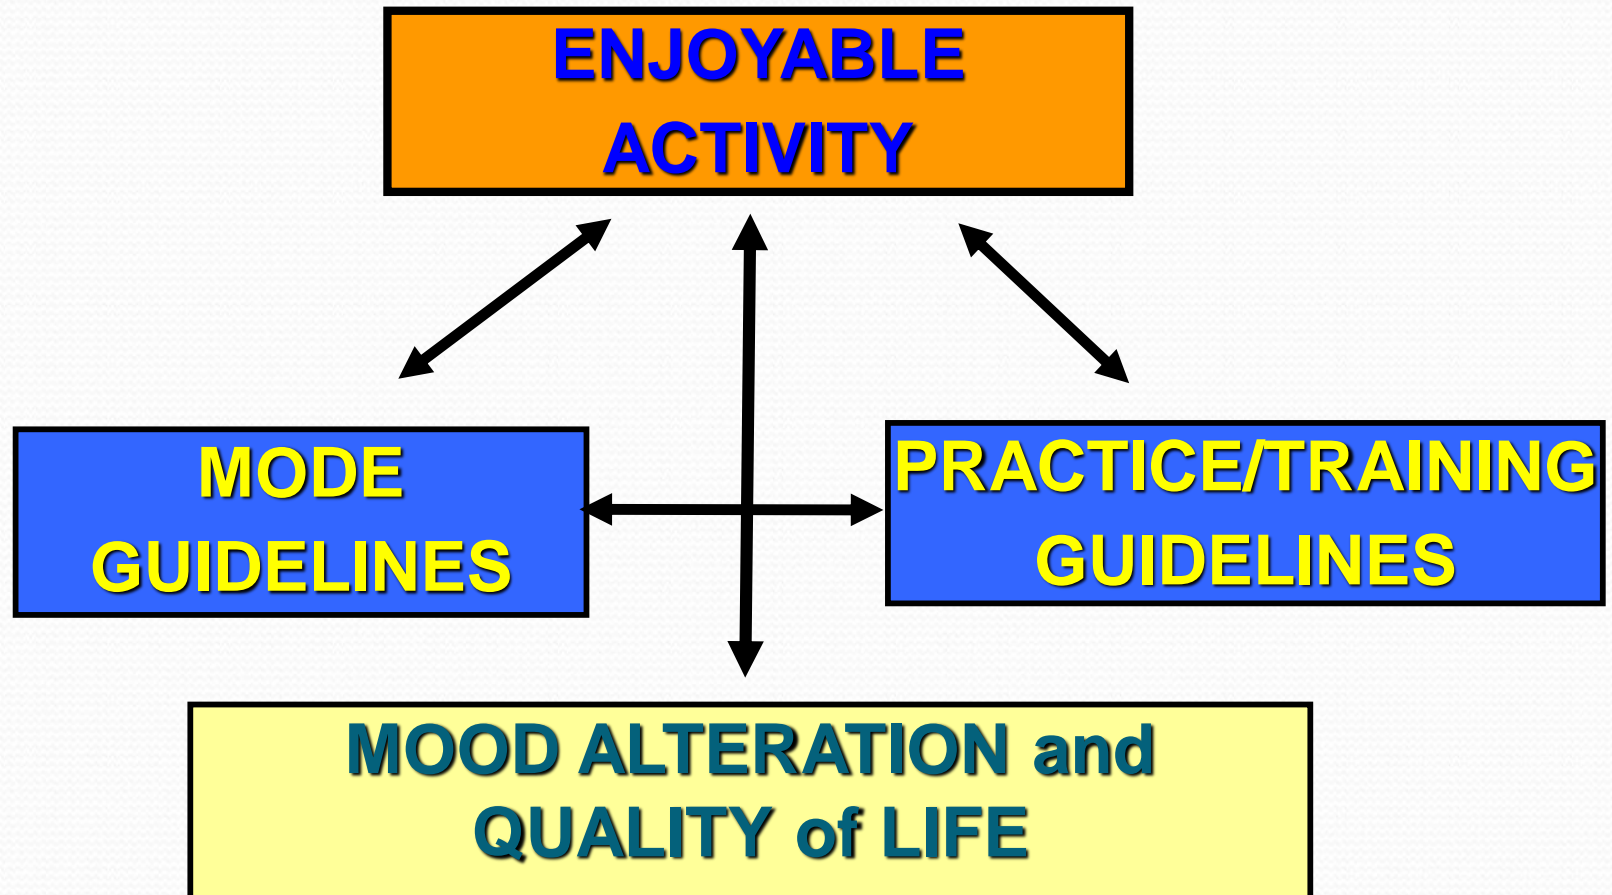 ENJOYABLE
ACTIVITY
MODE
GUIDELINES
PRACTICE/TRAINING
GUIDELINES
MOOD ALTERATION and
QUALITY of LIFE